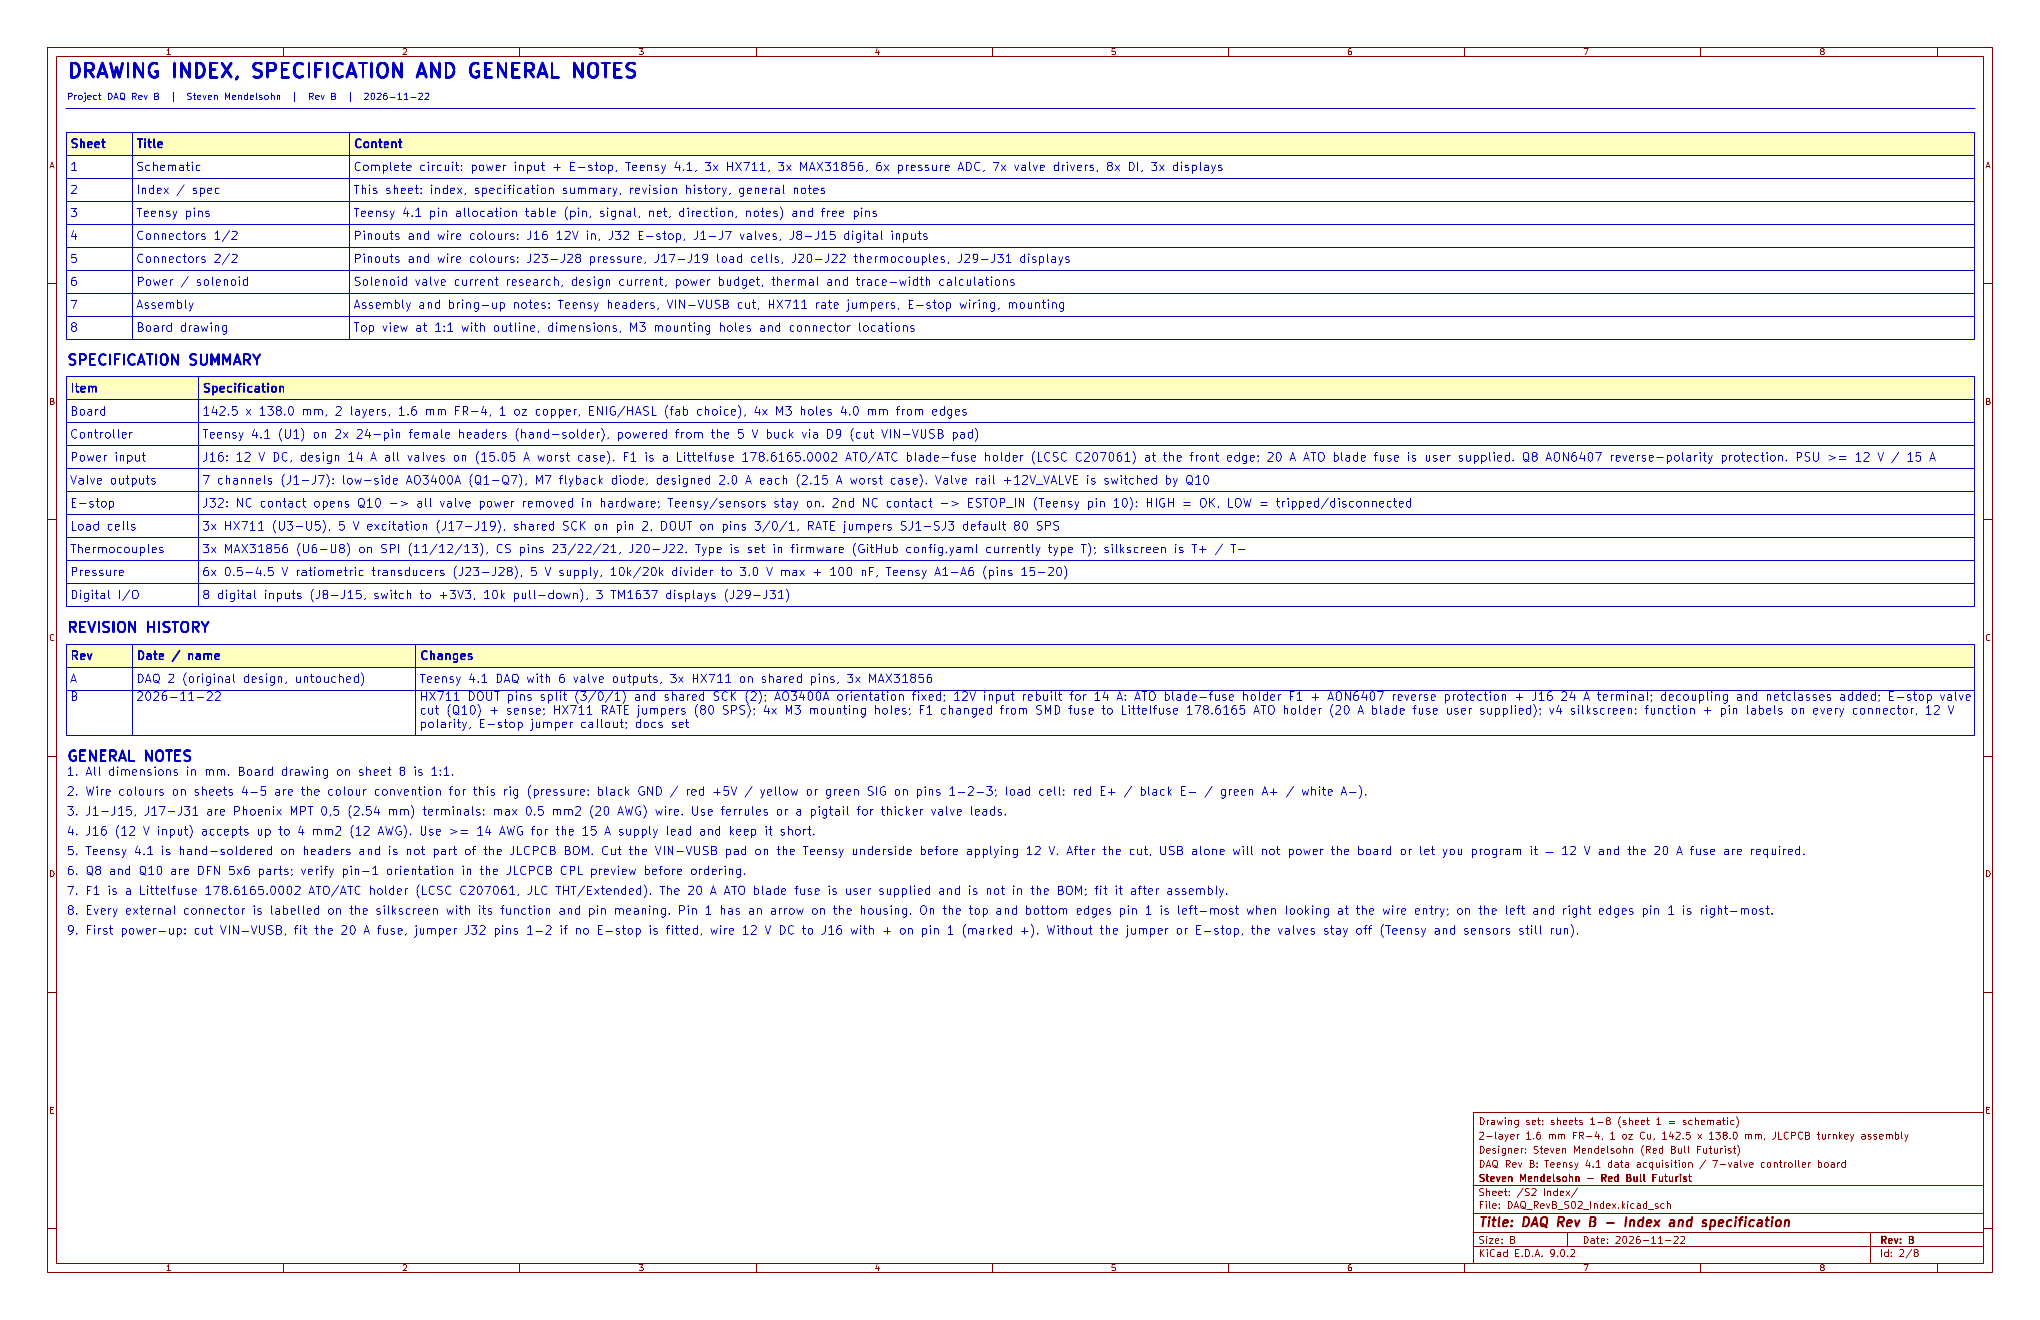 1 2 3 4 5 6 7 8
DRAWING INDEX, SPECIFICATION AND GENERAL NOTES
Project DAQ Rev B | Steven Mendelsohn | Rev B | 2026-11-22
Sheet Title Content
A 1 Schematic Complete circuit: power input + E-stop, Teensy 4.1, 3x HX711, 3x MAX31856, 6x pressure ADC, 7x valve drivers, 8x DI, 3x displays A
2 Index / spec This sheet: index, specification summary, revision history, general notes
3 Teensy pins Teensy 4.1 pin allocation table (pin, signal, net, direction, notes) and free pins
4 Connectors 1/2 Pinouts and wire colours: J16 12V in, J32 E-stop, J1-J7 valves, J8-J15 digital inputs
5 Connectors 2/2 Pinouts and wire colours: J23-J28 pressure, J17-J19 load cells, J20-J22 thermocouples, J29-J31 displays
6 Power / solenoid Solenoid valve current research, design current, power budget, thermal and trace-width calculations
7 Assembly Assembly and bring-up notes: Teensy headers, VIN-VUSB cut, HX711 rate jumpers, E-stop wiring, mounting
8 Board drawing Top view at 1:1 with outline, dimensions, M3 mounting holes and connector locations
SPECIFICATION SUMMARY
Item Specification
B Board 142.5 x 138.0 mm, 2 layers, 1.6 mm FR-4, 1 oz copper, ENIG/HASL (fab choice), 4x M3 holes 4.0 mm from edges B
Controller Teensy 4.1 (U1) on 2x 24-pin female headers (hand-solder), powered from the 5 V buck via D9 (cut VIN-VUSB pad)
Power input J16: 12 V DC, design 14 A all valves on (15.05 A worst case). F1 is a Littelfuse 178.6165.0002 ATO/ATC blade-fuse holder (LCSC C207061) at the front edge; 20 A ATO blade fuse is user supplied. Q8 AON6407 reverse-polarity protection. PSU >= 12 V / 15 A
Valve outputs 7 channels (J1-J7): low-side AO3400A (Q1-Q7), M7 flyback diode, designed 2.0 A each (2.15 A worst case). Valve rail +12V_VALVE is switched by Q10
E-stop J32: NC contact opens Q10 -> all valve power removed in hardware; Teensy/sensors stay on. 2nd NC contact -> ESTOP_IN (Teensy pin 10): HIGH = OK, LOW = tripped/disconnected
Load cells 3x HX711 (U3-U5), 5 V excitation (J17-J19), shared SCK on pin 2, DOUT on pins 3/0/1, RATE jumpers SJ1-SJ3 default 80 SPS
Thermocouples 3x MAX31856 (U6-U8) on SPI (11/12/13), CS pins 23/22/21, J20-J22. Type is set in firmware (GitHub config.yaml currently type T); silkscreen is T+ / T-
Pressure 6x 0.5-4.5 V ratiometric transducers (J23-J28), 5 V supply, 10k/20k divider to 3.0 V max + 100 nF, Teensy A1-A6 (pins 15-20)
Digital I/O 8 digital inputs (J8-J15, switch to +3V3, 10k pull-down), 3 TM1637 displays (J29-J31)
REVISION HISTORY
C C
Rev Date / name Changes
A DAQ 2 (original design, untouched) Teensy 4.1 DAQ with 6 valve outputs, 3x HX711 on shared pins, 3x MAX31856
B 2026-11-22 HX711 DOUT pins split (3/0/1) and shared SCK (2); AO3400A orientation fixed; 12V input rebuilt for 14 A: ATO blade-fuse holder F1 + AON6407 reverse protection + J16 24 A terminal; decoupling and netclasses added; E-stop valve
cut (Q10) + sense; HX711 RATE jumpers (80 SPS); 4x M3 mounting holes; F1 changed from SMD fuse to Littelfuse 178.6165 ATO holder (20 A blade fuse user supplied); v4 silkscreen: function + pin labels on every connector, 12 V
polarity, E-stop jumper callout; docs set
GENERAL NOTES
1. All dimensions in mm. Board drawing on sheet 8 is 1:1.
2. Wire colours on sheets 4-5 are the colour convention for this rig (pressure: black GND / red +5V / yellow or green SIG on pins 1-2-3; load cell: red E+ / black E- / green A+ / white A-).
3. J1-J15, J17-J31 are Phoenix MPT 0,5 (2.54 mm) terminals: max 0.5 mm2 (20 AWG) wire. Use ferrules or a pigtail for thicker valve leads.
4. J16 (12 V input) accepts up to 4 mm2 (12 AWG). Use >= 14 AWG for the 15 A supply lead and keep it short.
5. Teensy 4.1 is hand-soldered on headers and is not part of the JLCPCB BOM. Cut the VIN-VUSB pad on the Teensy underside before applying 12 V. After the cut, USB alone will not power the board or let you program it - 12 V and the 20 A fuse are required.
D 6. Q8 and Q10 are DFN 5x6 parts; verify pin-1 orientation in the JLCPCB CPL preview before ordering. D
7. F1 is a Littelfuse 178.6165.0002 ATO/ATC holder (LCSC C207061, JLC THT/Extended). The 20 A ATO blade fuse is user supplied and is not in the BOM; fit it after assembly.
8. Every external connector is labelled on the silkscreen with its function and pin meaning. Pin 1 has an arrow on the housing. On the top and bottom edges pin 1 is left-most when looking at the wire entry; on the left and right edges pin 1 is right-most.
9. First power-up: cut VIN-VUSB, fit the 20 A fuse, jumper J32 pins 1-2 if no E-stop is fitted, wire 12 V DC to J16 with + on pin 1 (marked +). Without the jumper or E-stop, the valves stay off (Teensy and sensors still run).
E E
Drawing set: sheets 1-8 (sheet 1 = schematic)
2-layer 1.6 mm FR-4, 1 oz Cu, 142.5 x 138.0 mm, JLCPCB turnkey assembly
Designer: Steven Mendelsohn (Red Bull Futurist)
DAQ Rev B: Teensy 4.1 data acquisition / 7-valve controller board
Steven Mendelsohn - Red Bull Futurist
Sheet: /S2 Index/
File: DAQ_RevB_S02_Index.kicad_sch
Title: DAQ Rev B - Index and specification
Size: B Date: 2026-11-22 Rev: B
KiCad E.D.A. 9.0.2 Id: 2/8
1 2 3 4 5 6 7 8